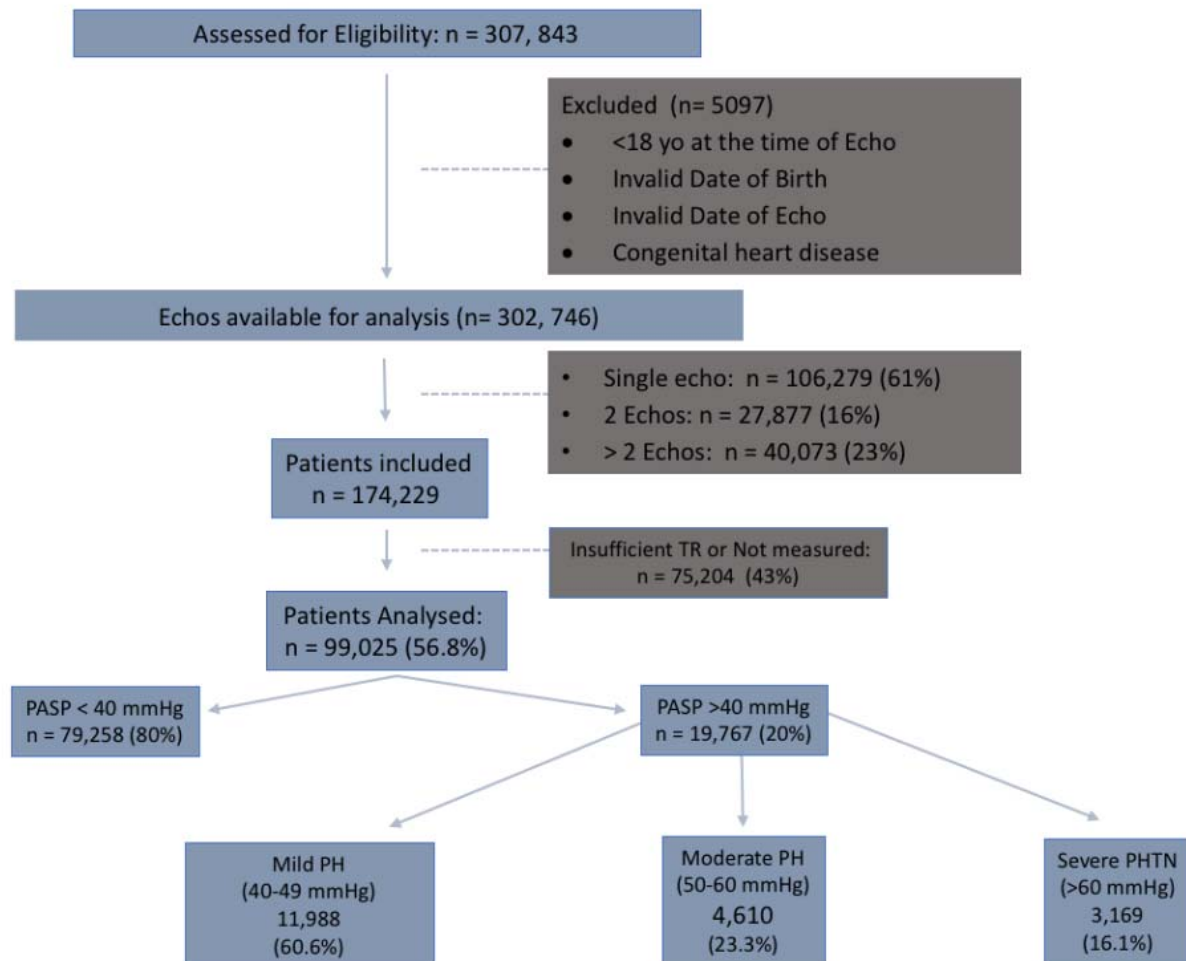 Assessed for Eligibility: n = 307, 843
Excluded (n= 5097)
• <18 yo at the time of Echo
• Invalid Date of Birth
• Invalid Date of Echo
• Congenital heart disease
Echos available for analysis (n= 302, 746)
• Single echo: n = 106,279 (61%)
• 2 Echos: n = 27,877 (16%)
• > 2 Echos: n = 40,073 (23%)
Patients included
n = 174,229
Insufficient TR or Not measured:
n = 75,204 (43%)
Patients Analysed:
n = 99,025 (56.8%)
PASP < 40 mmHg
n = 79,258 (80%)
PASP >40 mmHg
n = 19,767 (20%)
Mild PH
(40-49 mmHg)
11,988
(60.6%)
Moderate PH
(50-60 mmHg)
4,610
(23.3%)
Severe PHTN
(>60 mmHg)
3,169
(16.1%)